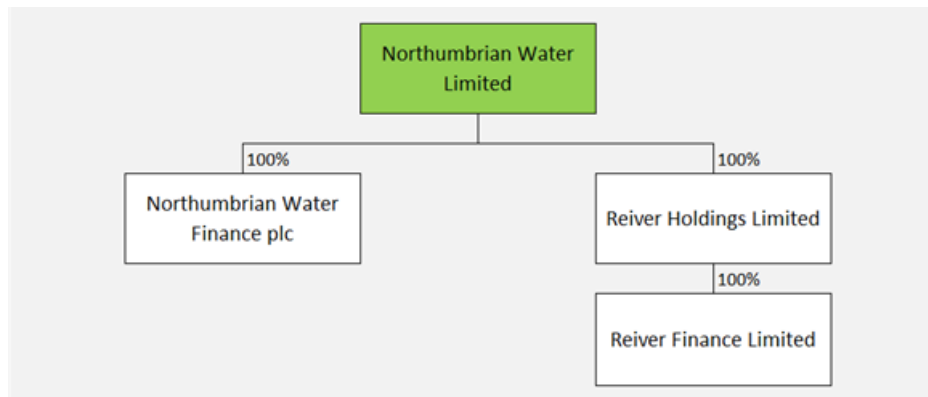 Northumbrian Water
Limited
100%
100%
Northumbrian Water
Finance plc
Reiver Holdings Limited
100%
Reiver Finance Limited